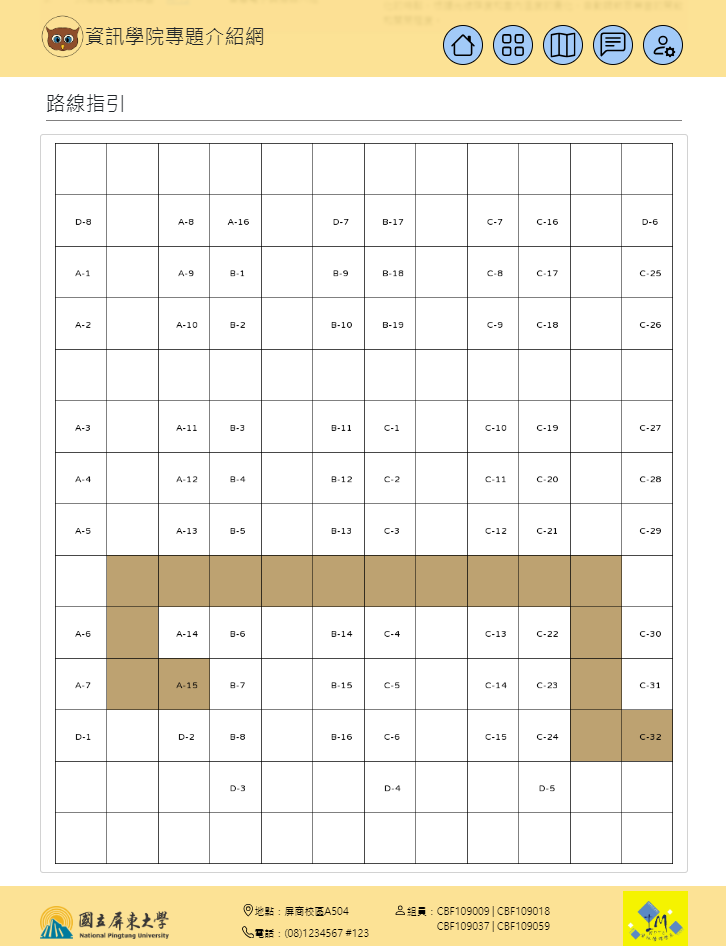 資訊學院專題介紹網
路線指引
D-8 A-8 A-16 D-7 B-17 C-7 C-16 D-6
A-1 A-9 B-1 B-9 B-18 C-8 C-17 C-25
A-2 A-10 B-2 B-10 B-19 C-9 C-18 C-26
A-3 A-11 B-3 B-11 C-1 C-10 C-19 C-27
A-4 A-12 B-4 B-12 C-2 C-11 C-20 C-28
A-5 A-13 B-5 B-13 C-3 C-12 C-21 C-29
A-6 A-14 B-6 B-14 C-4 C-13 C-22 C-30
A-7 A-15 B-7 B-15 C-5 C-14 C-23 C-31
D-1 D-2 B-8 B-16 C-6 C-15 C-24 C-32
D-3 D-4 D-5
國立屏東大學
National Pingtung University
地點：屏商校區A504
電話：(08)1234567 #123
組員：CBF109009 | CBF109018
CBF109037 | CBF109059